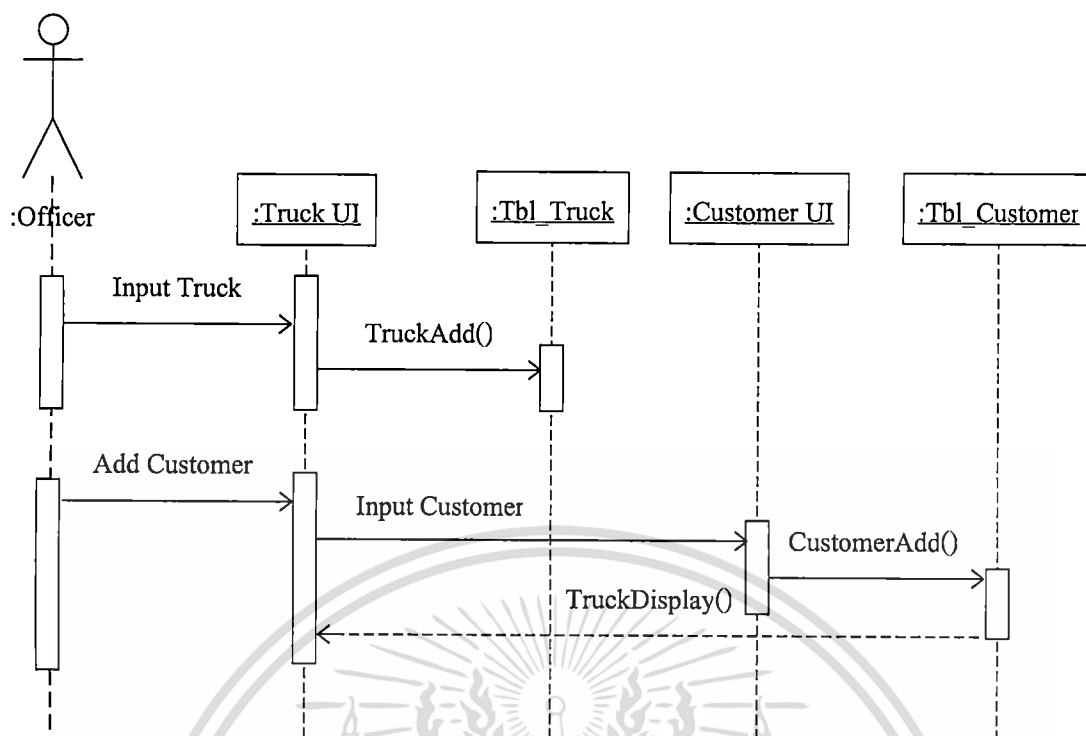 :Officer
:Truck UI
:Tbl_Truck
:Customer UI
:Tbl_Customer
Input Truck
TruckAdd()
Add Customer
Input Customer
CustomerAdd()
TruckDisplay()